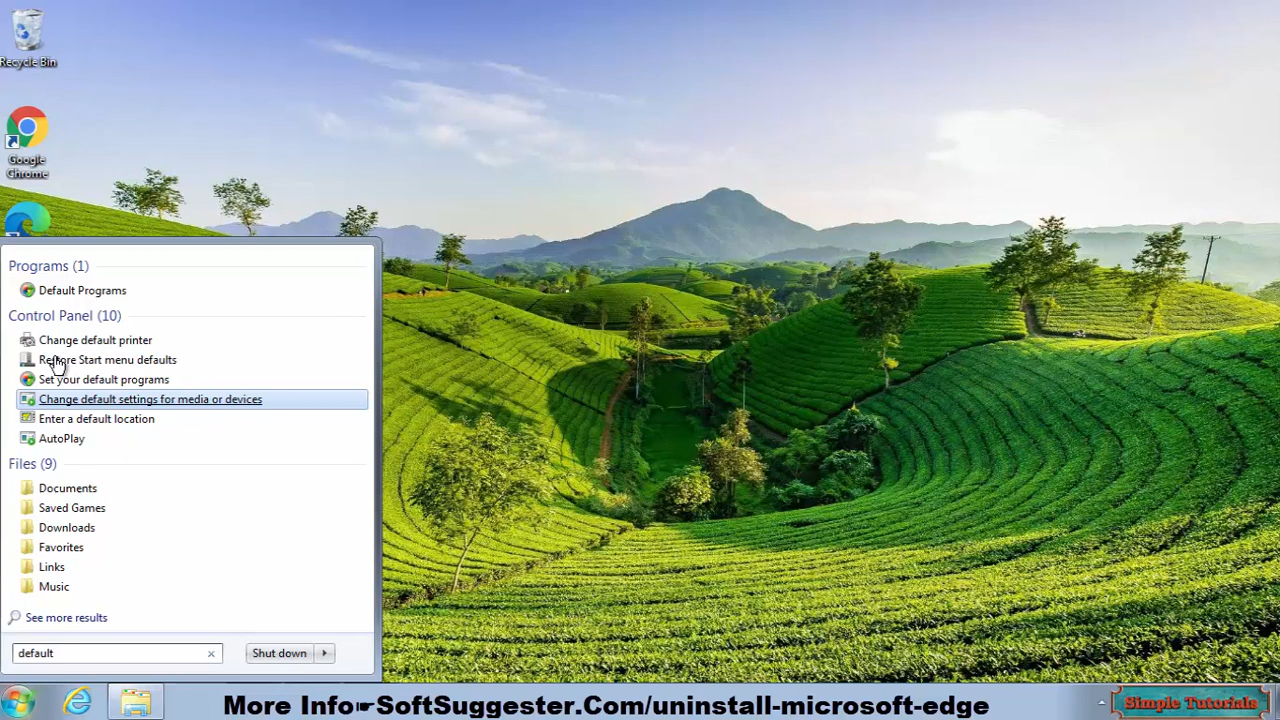 Recycle Bin
Google
Chrome
Programs (1)
Default Programs
Control Panel (10)
Change default printer
Restore Start menu defaults
Set your default programs
Change default settings for media or devices
Enter a default location
AutoPlay
Files (9)
Documents
Saved Games
Downloads
Favorites
Links
Music
See more results
default
Shut down
More Info☛SoftSuggester.Com/uninstall-microsoft-edge
Simple Tutorials